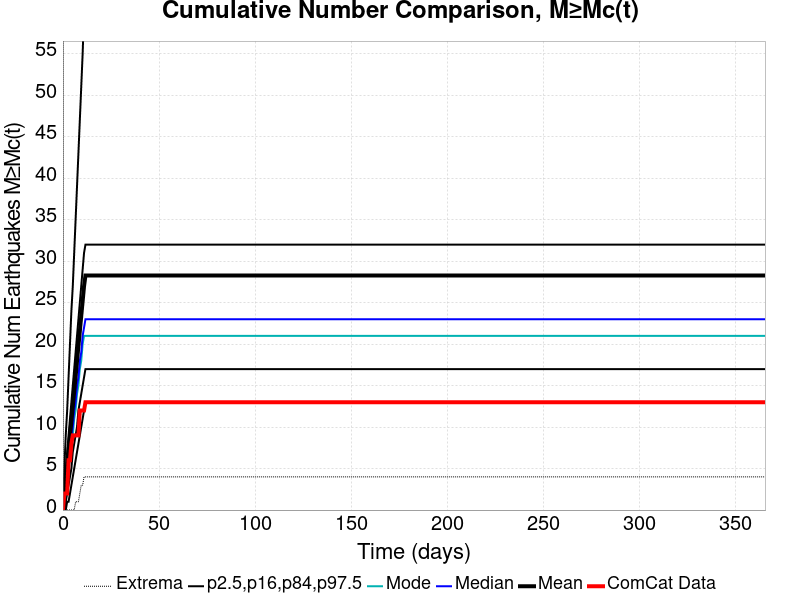 Cumulative Number Comparison, M≥Mc(t)
Cumulative Num Earthquakes M≥Mc(t)
55
50
45
40
35
30
25
20
15
10
5
0
0 50 100 150 200 250 300 350
Time (days)
Extrema p2.5,p16,p84,p97.5 Mode Median Mean ComCat Data